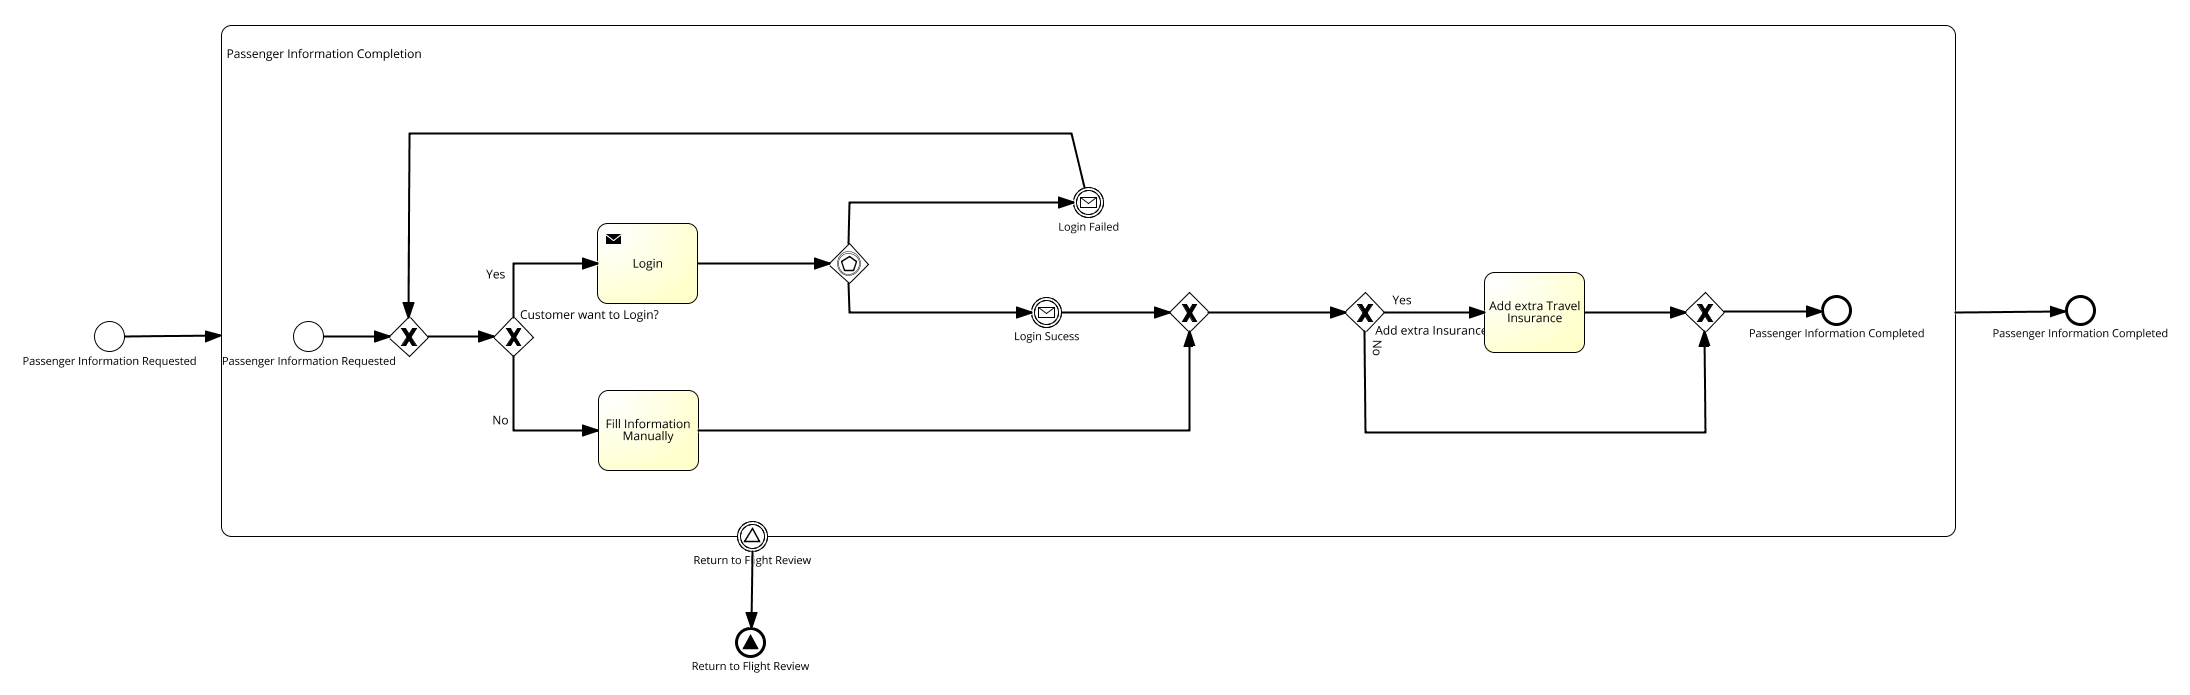 Passenger Information Completion
Login Failed
Login
Yes
Customer want to Login?
Yes
Add extra Travel
Insurance
Add extra Insurance
No
Login Sucess
Passenger Information Completed
Passenger Information Completed
Passenger Information Requested
Passenger Information Requested
No
Fill Information
Manually
Return to Flight Review
Return to Flight Review